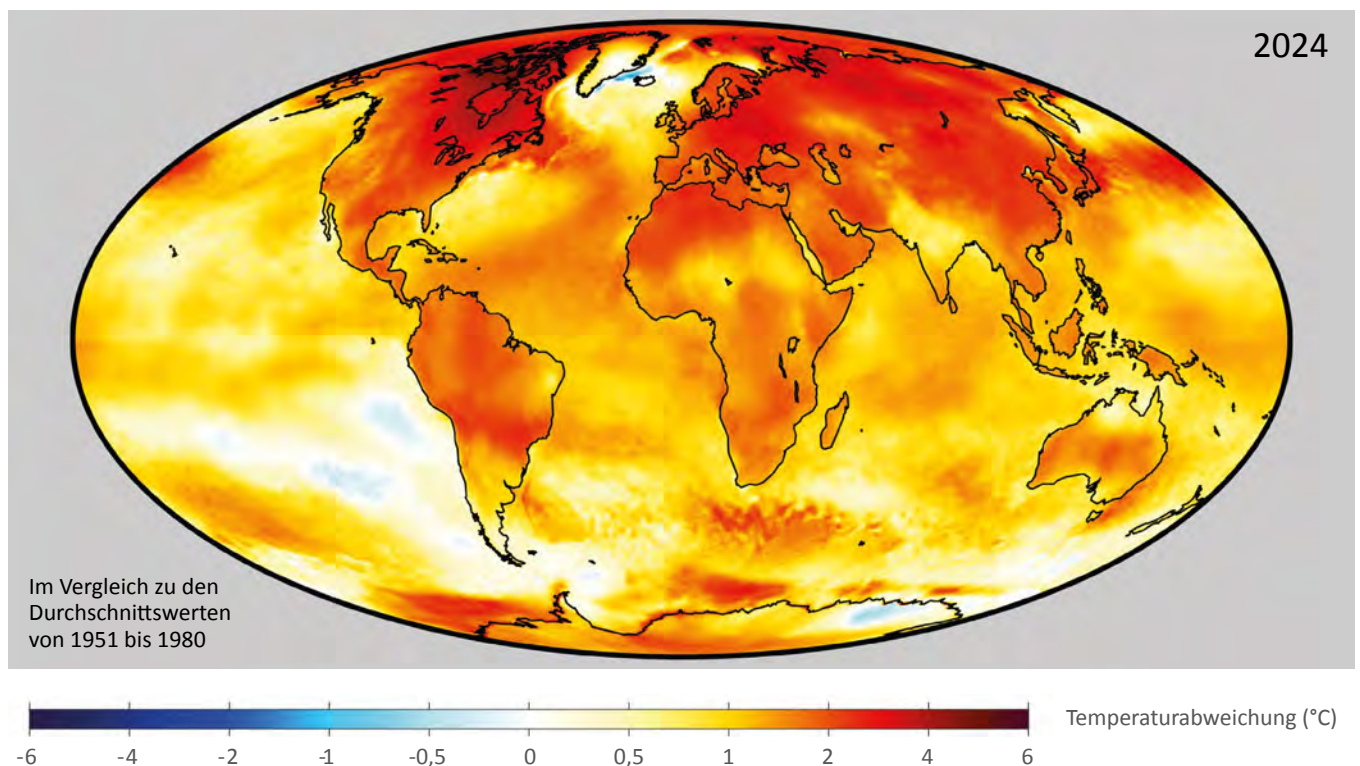 2024
Im Vergleich zu den
Durchschnittswerten
von 1951 bis 1980
-6 -4 -2 -1 -0,5 0 0,5 1 2 4 6
Temperaturabweichung (°C)